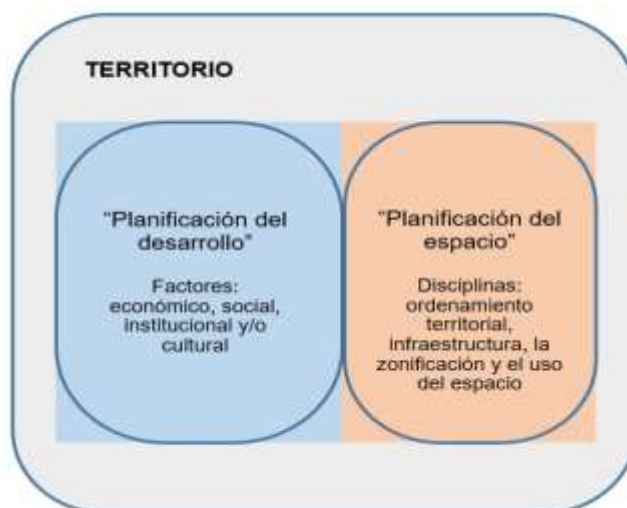 TERRITORIO
"Planificación del
desarrollo"
Factores:
económico, social,
institucional y/o
cultural
"Planificación del
espacio"
Disciplinas:
ordenamiento
territorial,
infraestructura, la
zonificación y el uso
del espacio